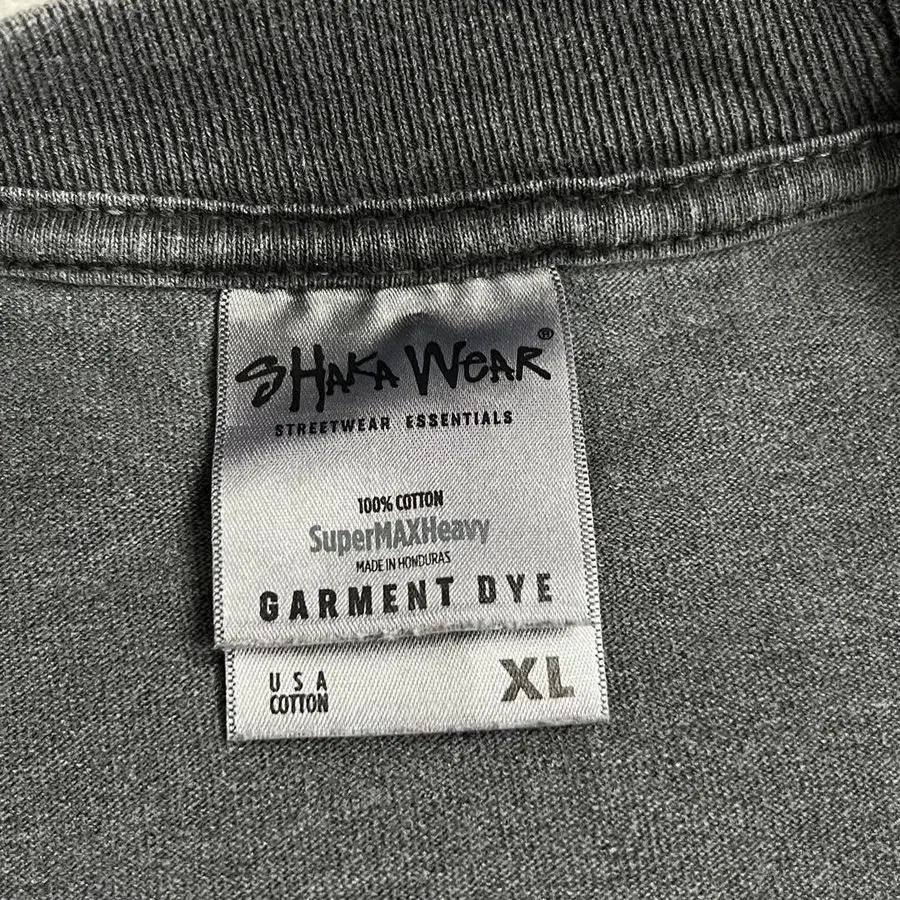 SHAKA WEAR®
STREETWEAR ESSENTIALS
100% COTTON
SuperMAXHeavy
MADE IN HONDURAS
GARMENT DYE
USA
COTTON
XL